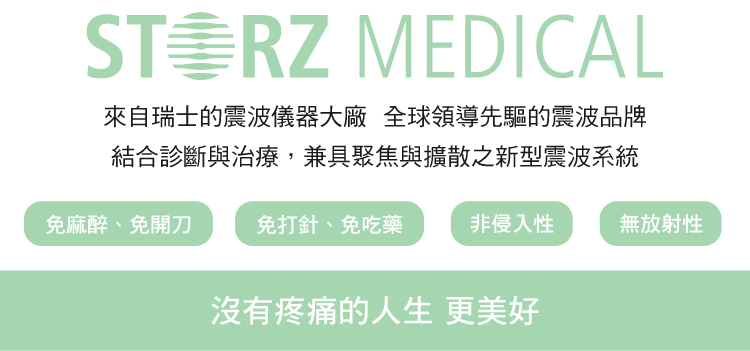 STORZ MEDICAL
來自瑞士的震波儀器大廠 全球領導先驅的震波品牌
結合診斷與治療，兼具聚焦與擴散之新型震波系統
免麻醉、免開刀 免打針、免吃藥 非侵入性 無放射性
沒有疼痛的人生 更美好